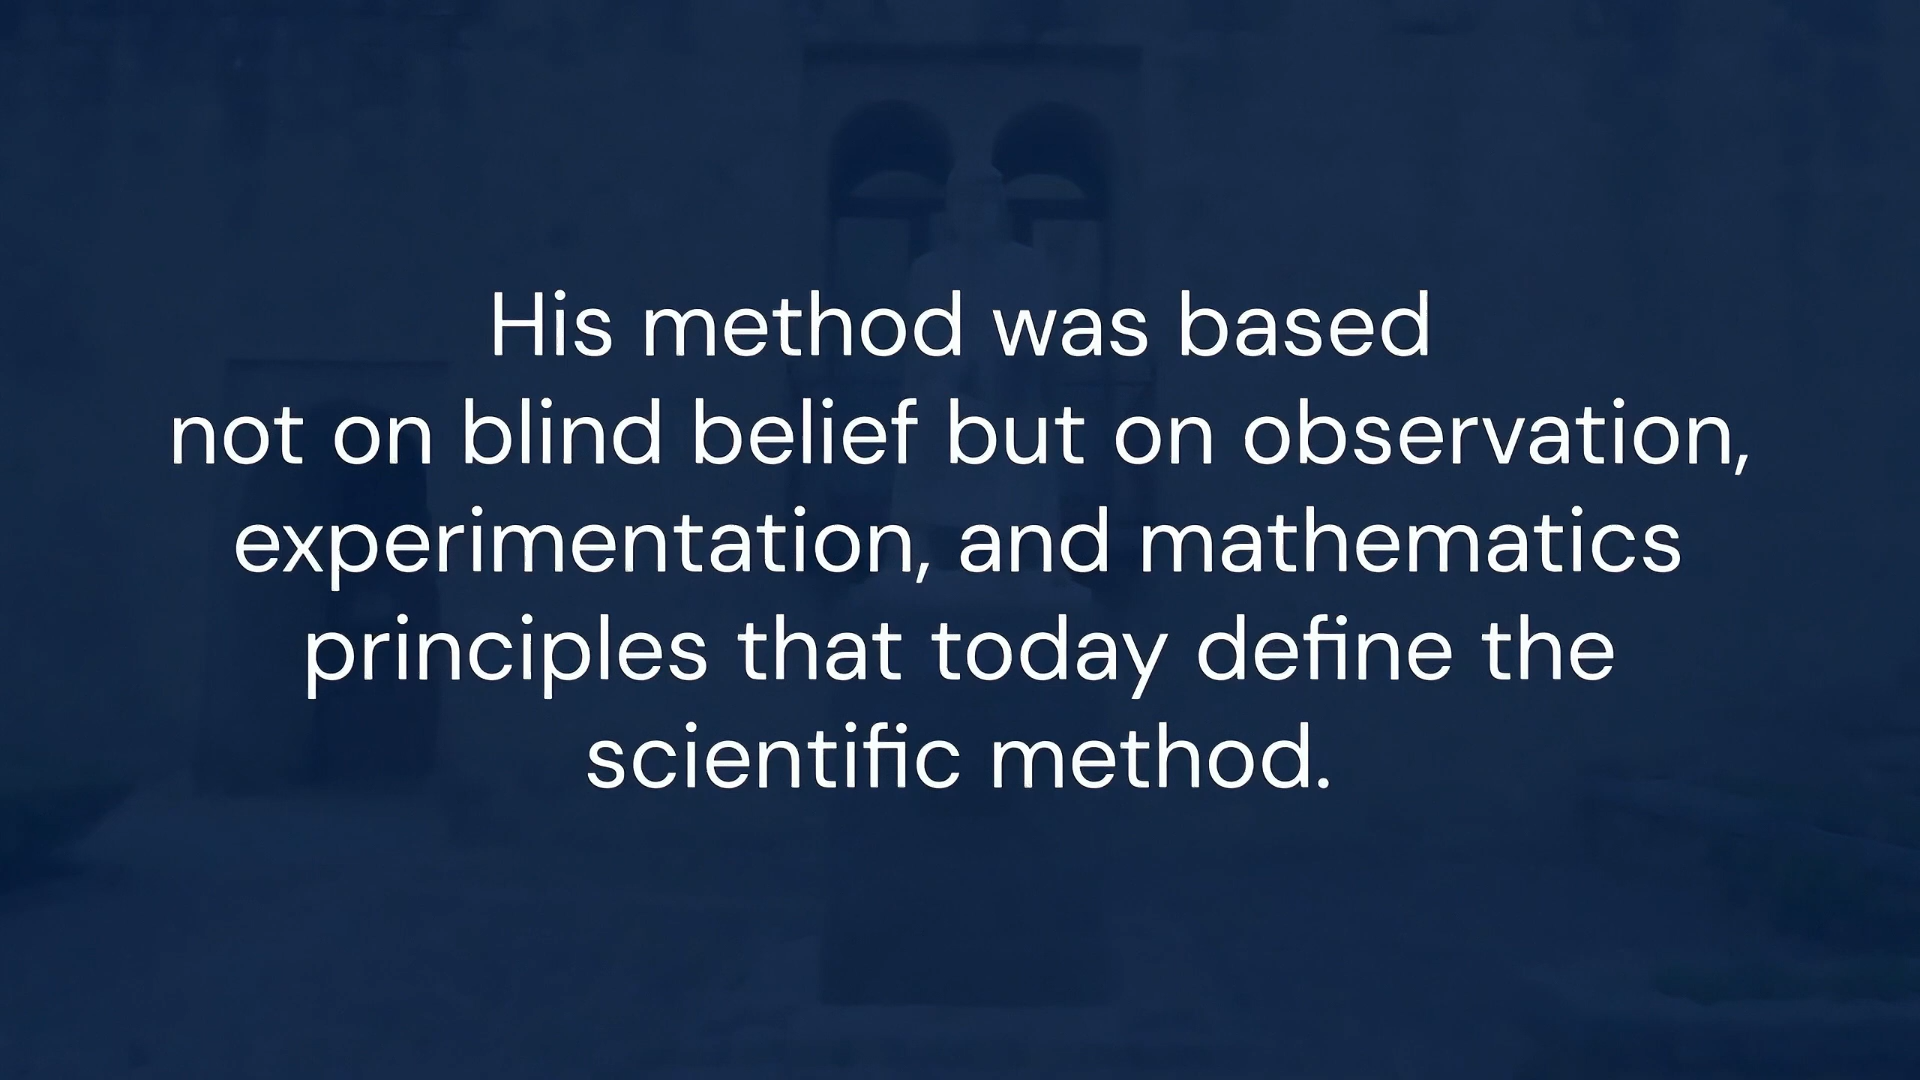 His method was based
not on blind belief but on observation,
experimentation, and mathematics
principles that today define the
scientific method.